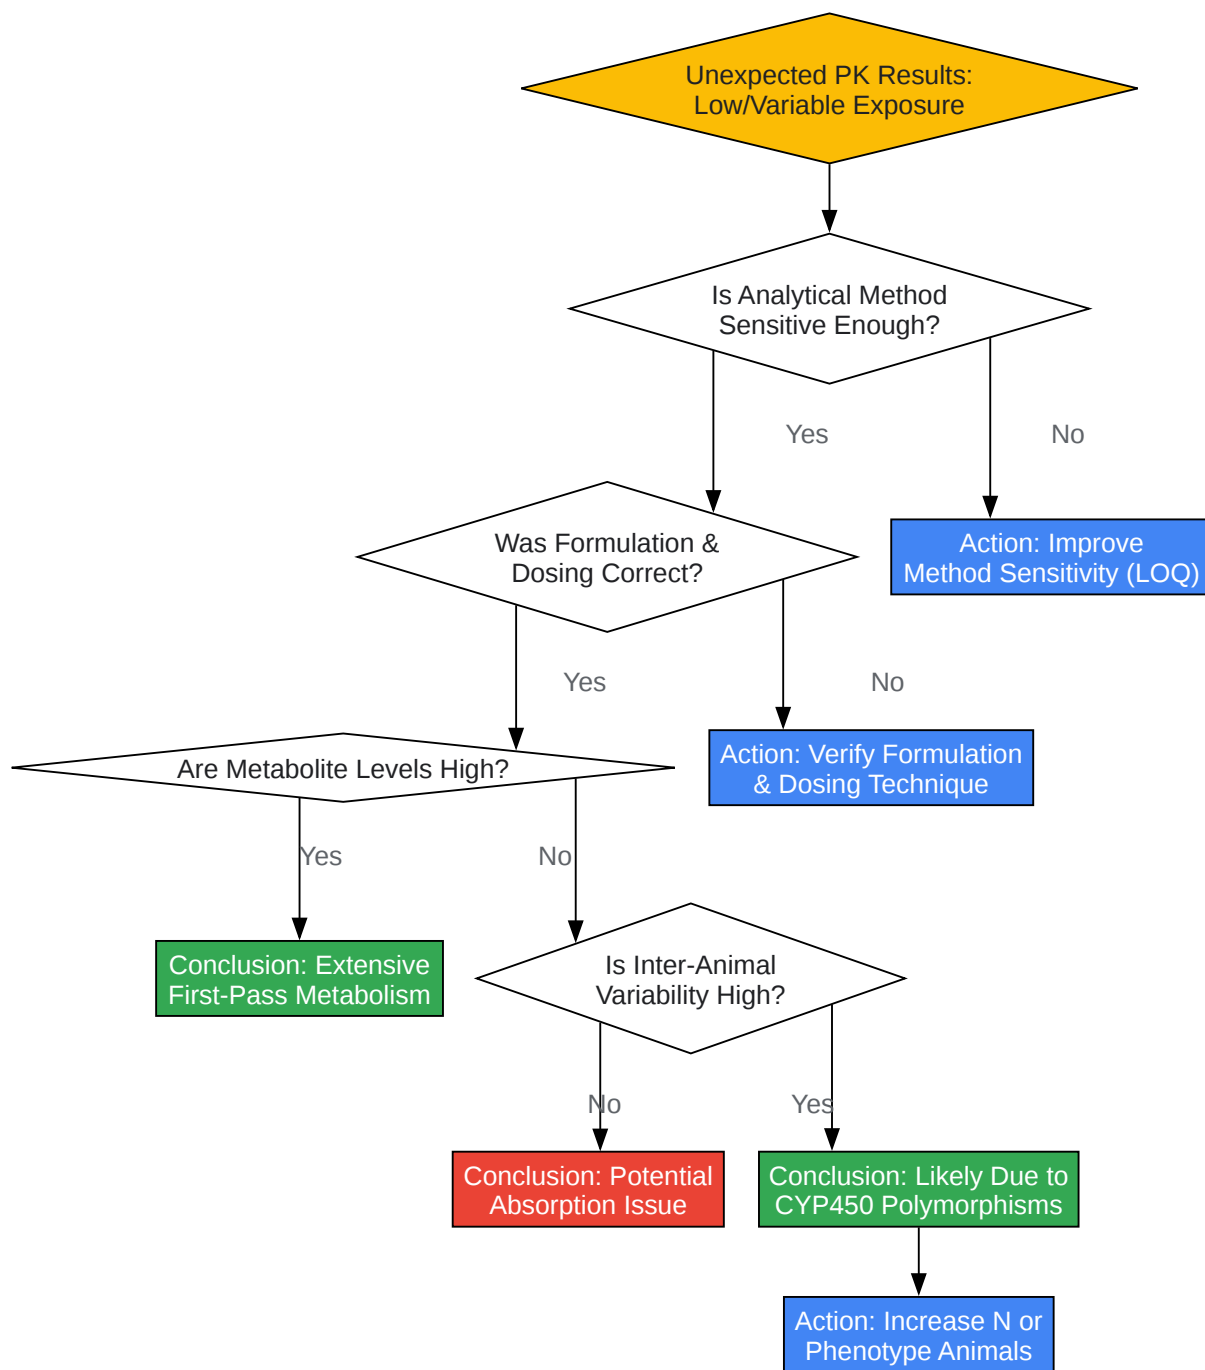 Unexpected PK Results:
Low/Variable Exposure
Is Analytical Method
Sensitive Enough?
Yes
No
Was Formulation &
Dosing Correct?
Action: Improve
Method Sensitivity (LOQ)
Yes
No
Are Metabolite Levels High?
Action: Verify Formulation
& Dosing Technique
Yes
No
Conclusion: Extensive
First-Pass Metabolism
Is Inter-Animal
Variability High?
No
Yes
Conclusion: Potential
Absorption Issue
Conclusion: Likely Due to
CYP450 Polymorphisms
Action: Increase N or
Phenotype Animals